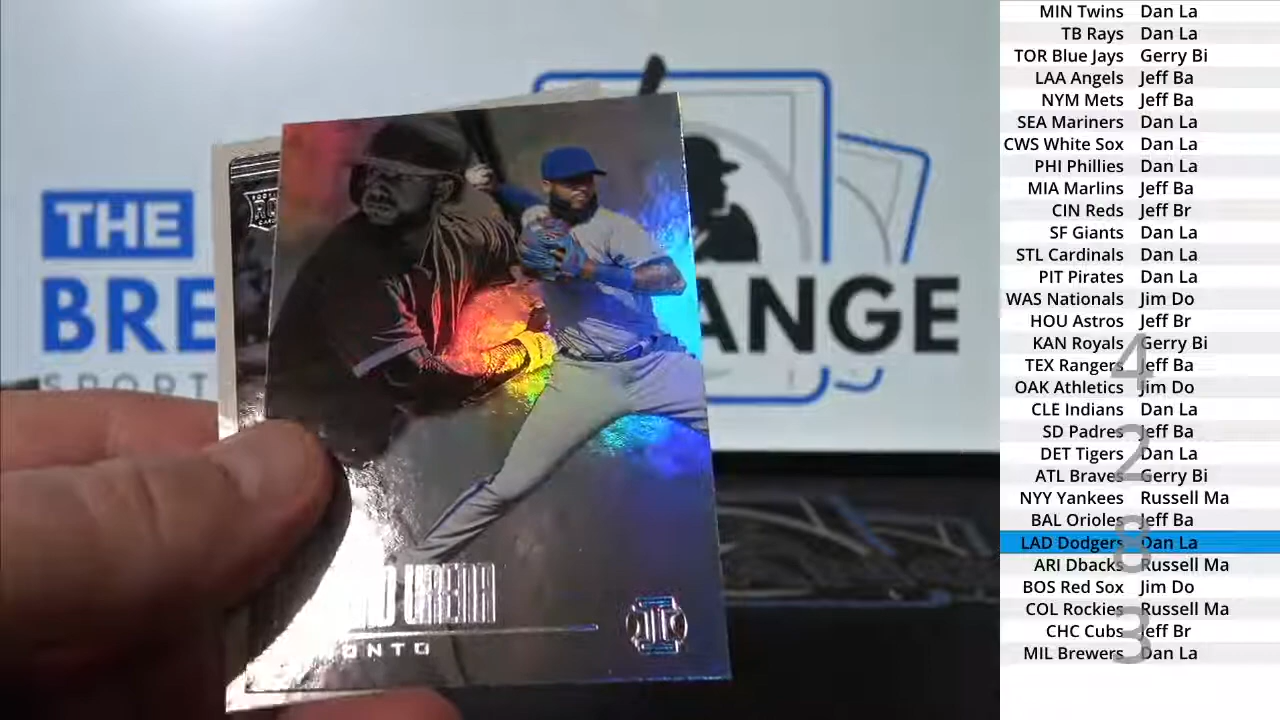 THE
BRE
ANGE
SPORT
URENA
ONTO
MIN Twins Dan La
TB Rays Dan La
TOR Blue Jays Gerry Bi
LAA Angels Jeff Ba
NYM Mets Jeff Ba
SEA Mariners Dan La
CWS White Sox Dan La
PHI Phillies Dan La
MIA Marlins Jeff Ba
CIN Reds Jeff Br
SF Giants Dan La
STL Cardinals Dan La
PIT Pirates Dan La
WAS Nationals Jim Do
HOU Astros Jeff Br
KAN Royals Gerry Bi
TEX Rangers Jeff Ba
OAK Athletics Jim Do
CLE Indians Dan La
SD Padres Jeff Ba
DET Tigers Dan La
ATL Braves Gerry Bi
NYY Yankees Russell Ma
BAL Orioles Jeff Ba
LAD Dodgers Dan La
ARI Dbacks Russell Ma
BOS Red Sox Jim Do
COL Rockies Russell Ma
CHC Cubs Jeff Br
MIL Brewers Dan La
4
2
8
3